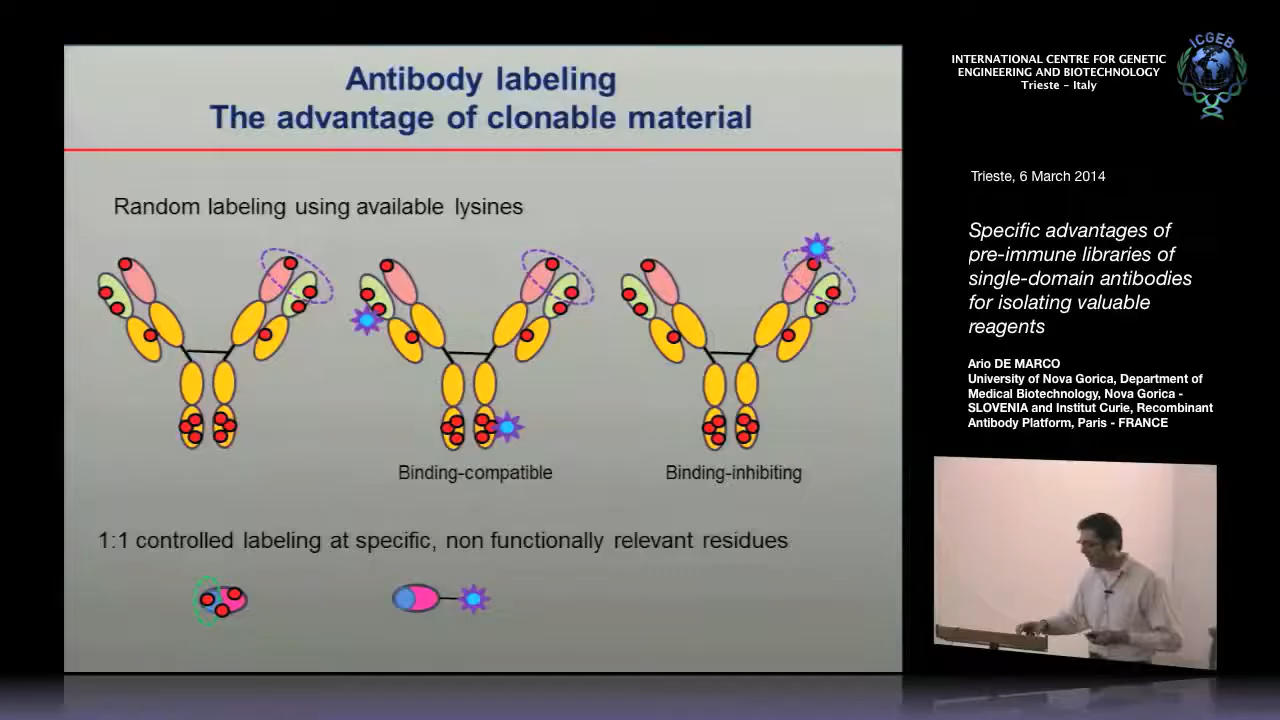 Antibody labeling
The advantage of clonable material
Random labeling using available lysines
Binding-compatible
Binding-inhibiting
1:1 controlled labeling at specific, non functionally relevant residues
ICGEB
INTERNATIONAL CENTRE FOR GENETIC
ENGINEERING AND BIOTECHNOLOGY
Trieste - Italy
Trieste, 6 March 2014
Specific advantages of
pre-immune libraries of
single-domain antibodies
for isolating valuable
reagents
Ario DE MARCO
University of Nova Gorica, Department of
Medical Biotechnology, Nova Gorica -
SLOVENIA and Institut Curie, Recombinant
Antibody Platform, Paris - FRANCE